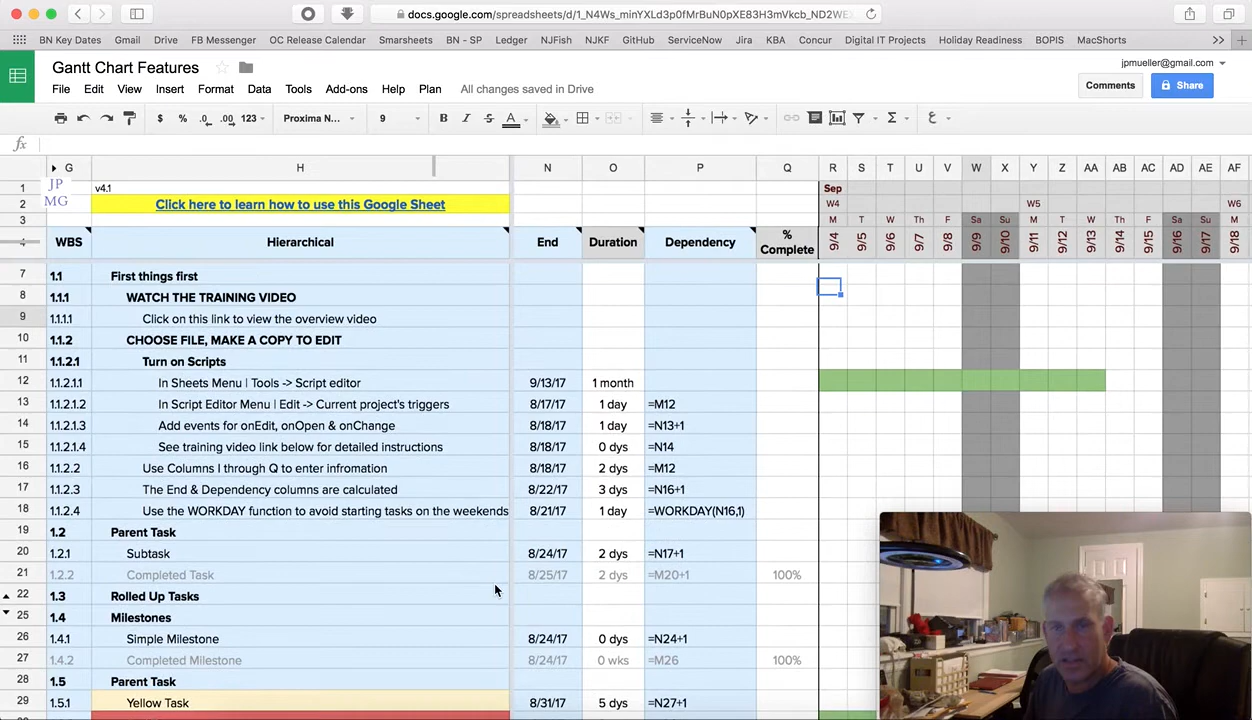 docs.google.com/spreadsheets/d/1_N4Ws_minYXLd3p0fMrBuN0pXE83H3mVkcb_ND2WE
BN Key Dates Gmail Drive FB Messenger OC Release Calendar Smarsheets BN - SP Ledger NJFish NJKF GitHub ServiceNow Jira KBA Concur Digital IT Projects Holiday Readiness BOPIS MacShorts
Gantt Chart Features
jpmueller@gmail.com
File Edit View Insert Format Data Tools Add-ons Help Plan All changes saved in Drive
Comments Share
$ % .0 .00 123 Proxima N... 9 B I S A
fx
G H N O P Q R S T U V W X Y Z AA AB AC AD AE AF
1 JP v4.1 Sep
2 MG Click here to learn how to use this Google Sheet W4 W5 W6
3 M T W Th F Sa Su M T W Th F Sa Su M
4 WBS Hierarchical End Duration Dependency % Complete 9/4 9/5 9/6 9/7 9/8 9/9 9/10 9/11 9/12 9/13 9/14 9/15 9/16 9/17 9/18
7 1.1 First things first
8 1.1.1 WATCH THE TRAINING VIDEO
9 1.1.1.1 Click on this link to view the overview video
10 1.1.2 CHOOSE FILE, MAKE A COPY TO EDIT
11 1.1.2.1 Turn on Scripts
12 1.1.2.1.1 In Sheets Menu | Tools -> Script editor 9/13/17 1 month
13 1.1.2.1.2 In Script Editor Menu | Edit -> Current project's triggers 8/17/17 1 day =M12
14 1.1.2.1.3 Add events for onEdit, onOpen & onChange 8/18/17 1 day =N13+1
15 1.1.2.1.4 See training video link below for detailed instructions 8/18/17 0 dys =N14
16 1.1.2.2 Use Columns I through Q to enter infromation 8/18/17 2 dys =M12
17 1.1.2.3 The End & Dependency columns are calculated 8/22/17 3 dys =N16+1
18 1.1.2.4 Use the WORKDAY function to avoid starting tasks on the weekends 8/21/17 1 day =WORKDAY(N16,1)
19 1.2 Parent Task
20 1.2.1 Subtask 8/24/17 2 dys =N17+1
21 1.2.2 Completed Task 8/25/17 2 dys =M20+1 100%
22 1.3 Rolled Up Tasks
25 1.4 Milestones
26 1.4.1 Simple Milestone 8/24/17 0 dys =N24+1
27 1.4.2 Completed Milestone 8/24/17 0 wks =M26 100%
28 1.5 Parent Task
29 1.5.1 Yellow Task 8/31/17 5 dys =N27+1